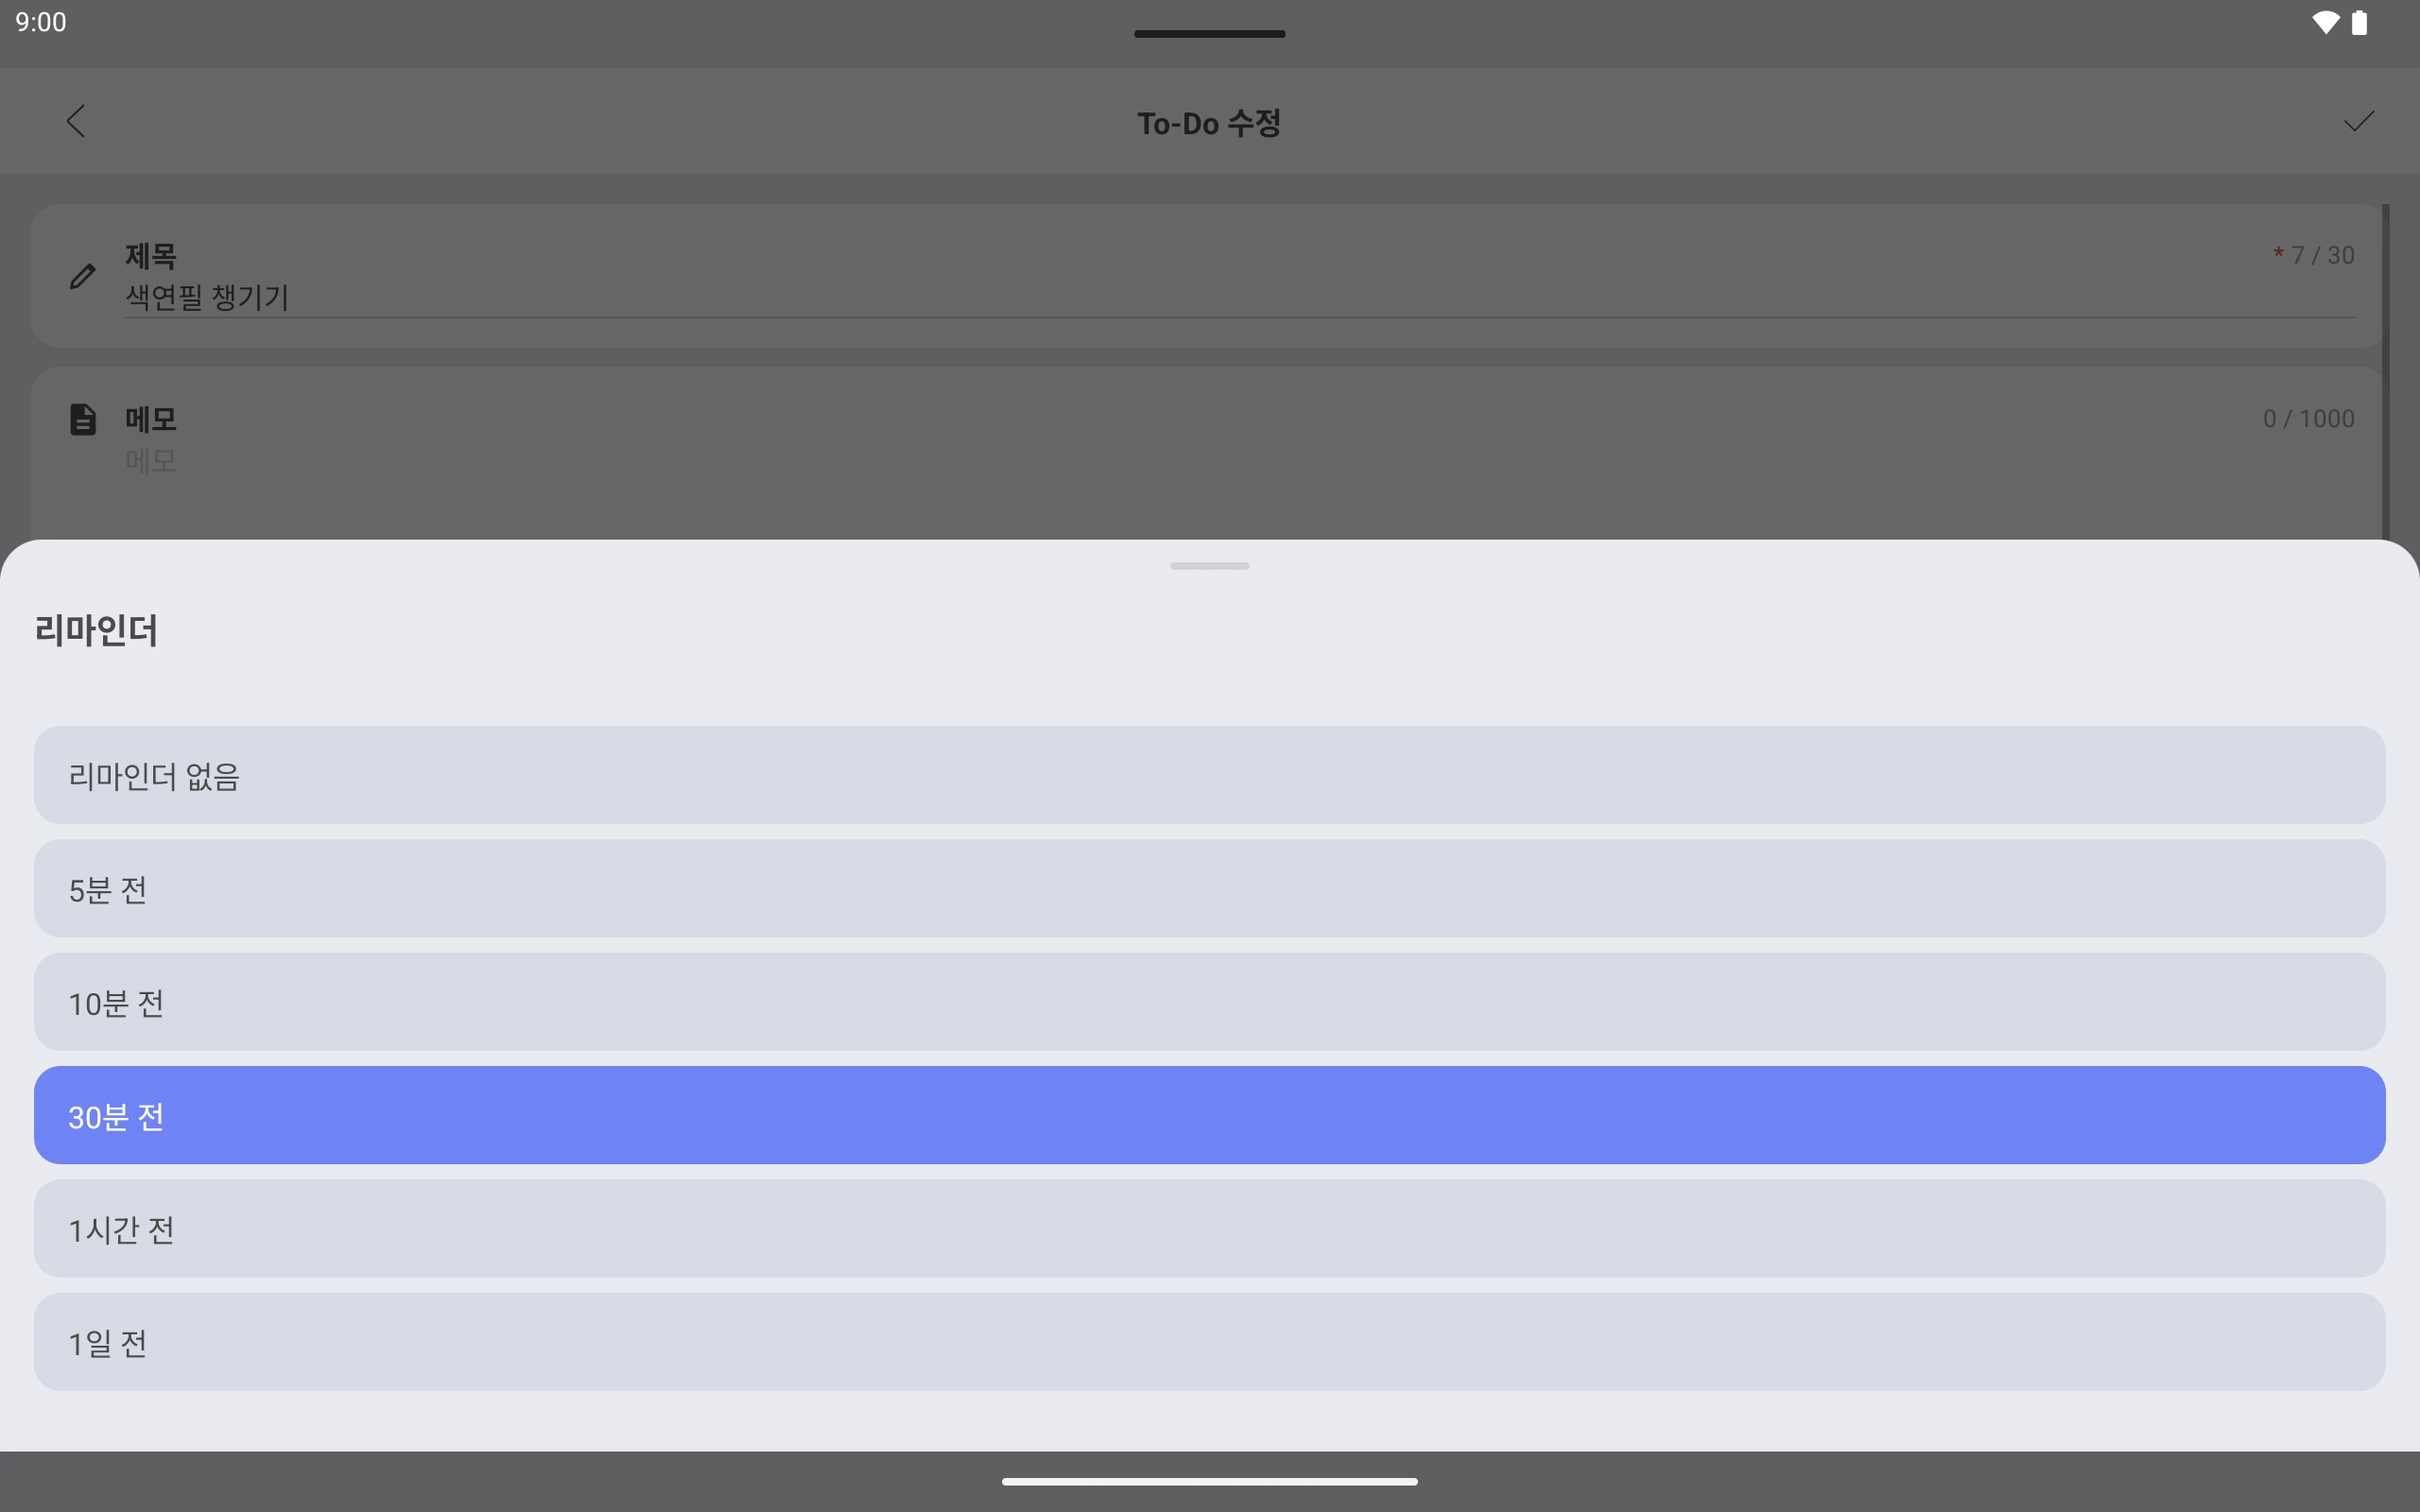 9:00
To-Do 수정
제목
* 7 / 30
색연필 챙기기
메모
0 / 1000
메모
리마인더
리마인더 없음
5분 전
10분 전
30분 전
1시간 전
1일 전